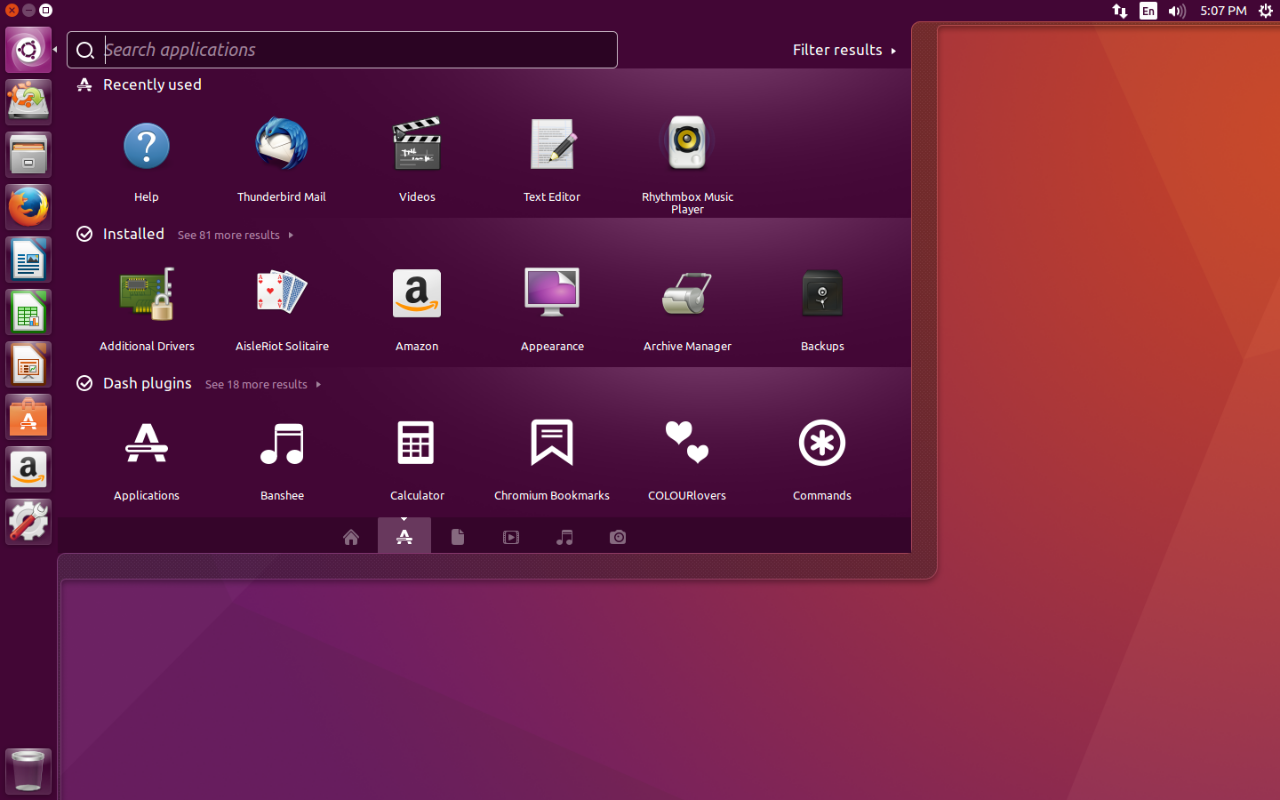 En
5:07 PM
Search applications
Filter results
Recently used
Help
Thunderbird Mail
Videos
Text Editor
Rhythmbox Music
Player
Installed
See 81 more results
Additional Drivers
AisleRiot Solitaire
Amazon
Appearance
Archive Manager
Backups
Dash plugins
See 18 more results
Applications
Banshee
Calculator
Chromium Bookmarks
COLOURlovers
Commands